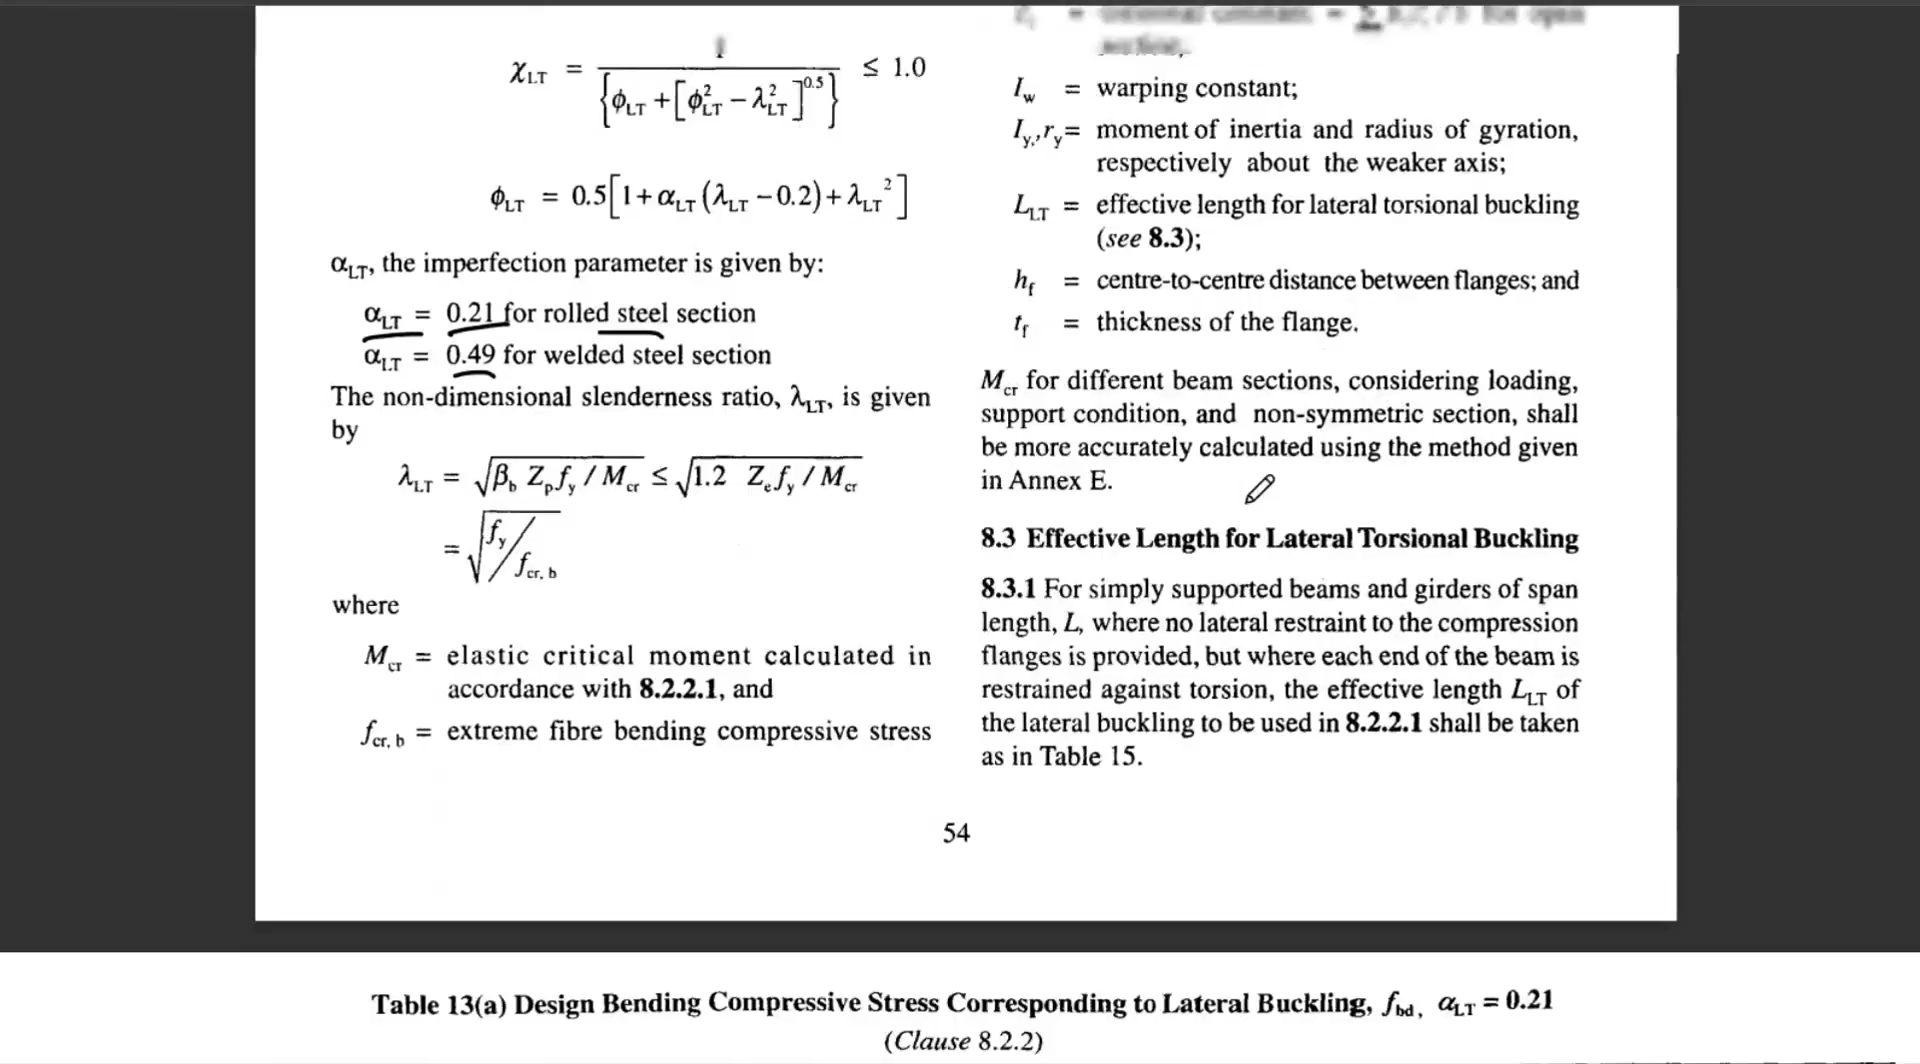 χLT = 1 / {φLT + [φ²LT − λ²LT]^0.5} ≤ 1.0
φLT = 0.5[1 + αLT (λLT − 0.2) + λLT²]
αLT, the imperfection parameter is given by:
αLT = 0.21 for rolled steel section
αLT = 0.49 for welded steel section
The non-dimensional slenderness ratio, λLT, is given
by
λLT = √(βb Zp fy / Mcr) ≤ √(1.2 Ze fy / Mcr)
= √(fy / fcr, b)
where
Mcr = elastic critical moment calculated in
accordance with 8.2.2.1, and
fcr, b = extreme fibre bending compressive stress
Iw = warping constant;
Iy, ry = moment of inertia and radius of gyration,
respectively about the weaker axis;
LLT = effective length for lateral torsional buckling
(see 8.3);
hf = centre-to-centre distance between flanges; and
tf = thickness of the flange.
Mcr for different beam sections, considering loading,
support condition, and non-symmetric section, shall
be more accurately calculated using the method given
in Annex E.
8.3 Effective Length for Lateral Torsional Buckling
8.3.1 For simply supported beams and girders of span
length, L, where no lateral restraint to the compression
flanges is provided, but where each end of the beam is
restrained against torsion, the effective length LLT of
the lateral buckling to be used in 8.2.2.1 shall be taken
as in Table 15.
54
Table 13(a) Design Bending Compressive Stress Corresponding to Lateral Buckling, fbd, αLT = 0.21
(Clause 8.2.2)